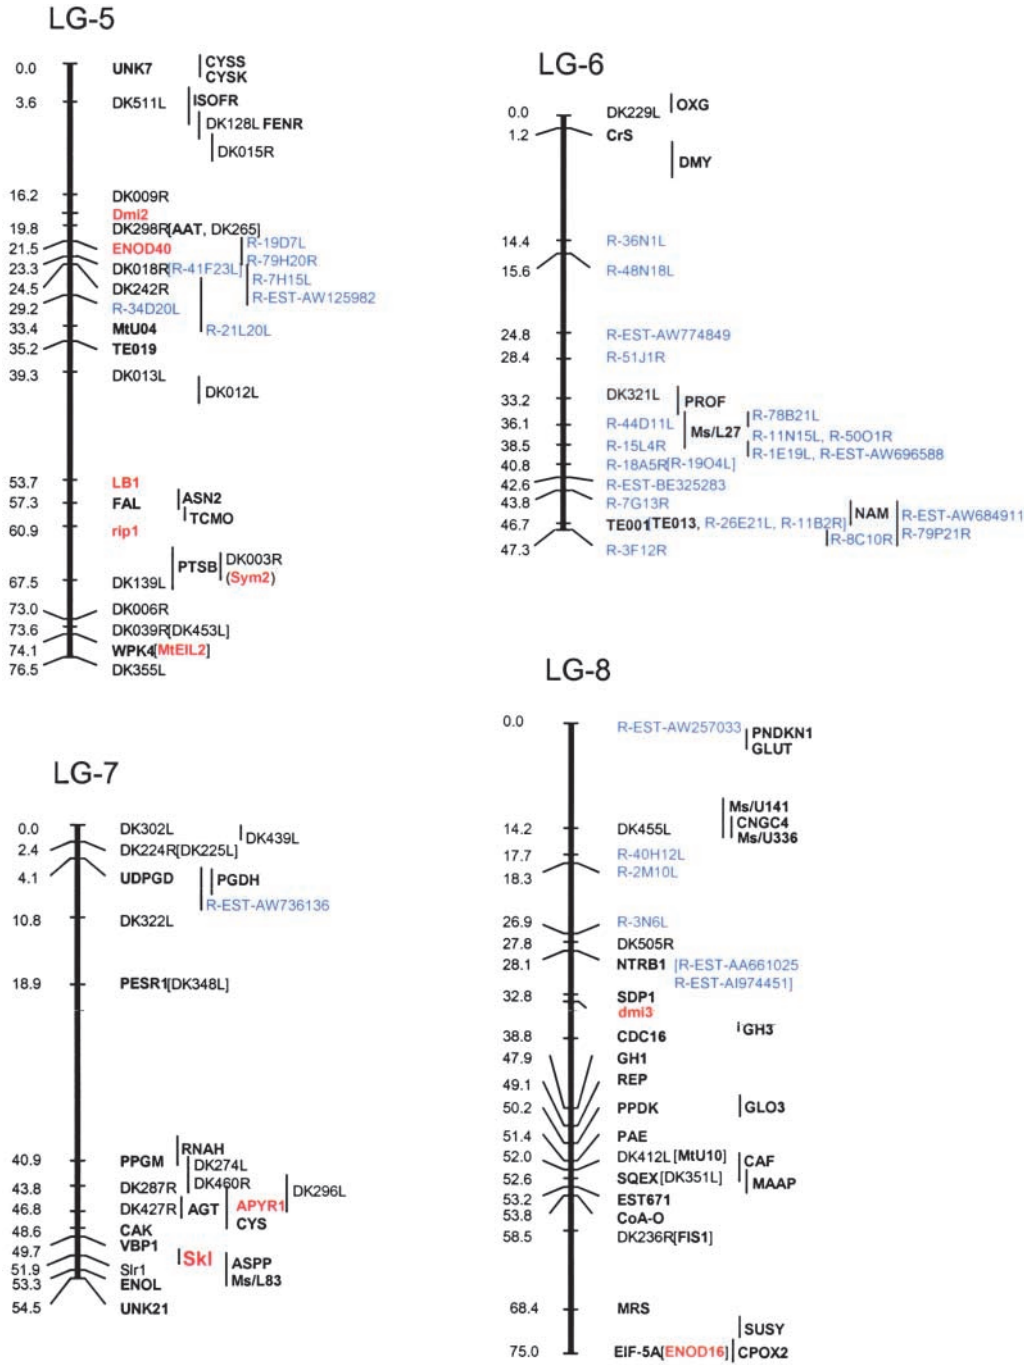 LG-5
0.0 UNK7 CYSS
CYSK
3.6 DK511L ISOFR
DK128L FENR
DK015R
16.2 DK009R
Dmi2
19.8 DK298R[AAT, DK265]
21.5 ENOD40 R-19D7L
R-79H20R
23.3 DK018R[R-41F23L] R-7H15L
24.5 DK242R R-EST-AW125982
29.2 R-34D20L
33.4 MtU04 R-21L20L
35.2 TE019
39.3 DK013L
DK012L
53.7 LB1
57.3 FAL ASN2
TCMO
60.9 rip1
PTSB DK003R
67.5 DK139L (Sym2)
73.0 DK006R
73.6 DK039R[DK453L]
74.1 WPK4[MtEIL2]
76.5 DK355L
LG-6
0.0 DK229L OXG
1.2 CrS
DMY
14.4 R-36N1L
15.6 R-48N18L
24.8 R-EST-AW774849
28.4 R-51J1R
33.2 DK321L PROF
36.1 R-44D11L Ms/L27 R-78B21L
R-11N15L, R-50O1R
38.5 R-15L4R R-1E19L, R-EST-AW696588
40.8 R-18A5R[R-19O4L]
42.6 R-EST-BE325283
43.8 R-7G13R
46.7 TE001[TE013, R-26E21L, R-11B2R] NAM R-EST-AW684911
R-8C10R R-79P21R
47.3 R-3F12R
LG-7
0.0 DK302L
DK439L
2.4 DK224R[DK225L]
4.1 UDPGD PGDH
R-EST-AW736136
10.8 DK322L
18.9 PESR1[DK348L]
RNAH
40.9 PPGM DK274L
43.8 DK287R DK460R DK296L
46.8 DK427R AGT APYR1
CYS
48.6 CAK
49.7 VBP1
Skl
51.9 Slr1 ASPP
53.3 ENOL Ms/L83
54.5 UNK21
LG-8
0.0 R-EST-AW257033 PNDKN1
GLUT
Ms/U141
CNGC4
14.2 DK455L Ms/U336
17.7 R-40H12L
18.3 R-2M10L
26.9 R-3N6L
27.8 DK505R
28.1 NTRB1 [R-EST-AA661025
R-EST-AI974451]
32.8 SDP1
dmi3
38.8 CDC16 GH3
47.9 GH1
49.1 REP
50.2 PPDK GLO3
51.4 PAE
52.0 DK412L [MtU10] CAF
52.6 SQEX[DK351L] MAAP
53.2 EST671
53.8 CoA-O
58.5 DK236R[FIS1]
68.4 MRS
SUSY
75.0 EIF-5A[ENOD16] CPOX2